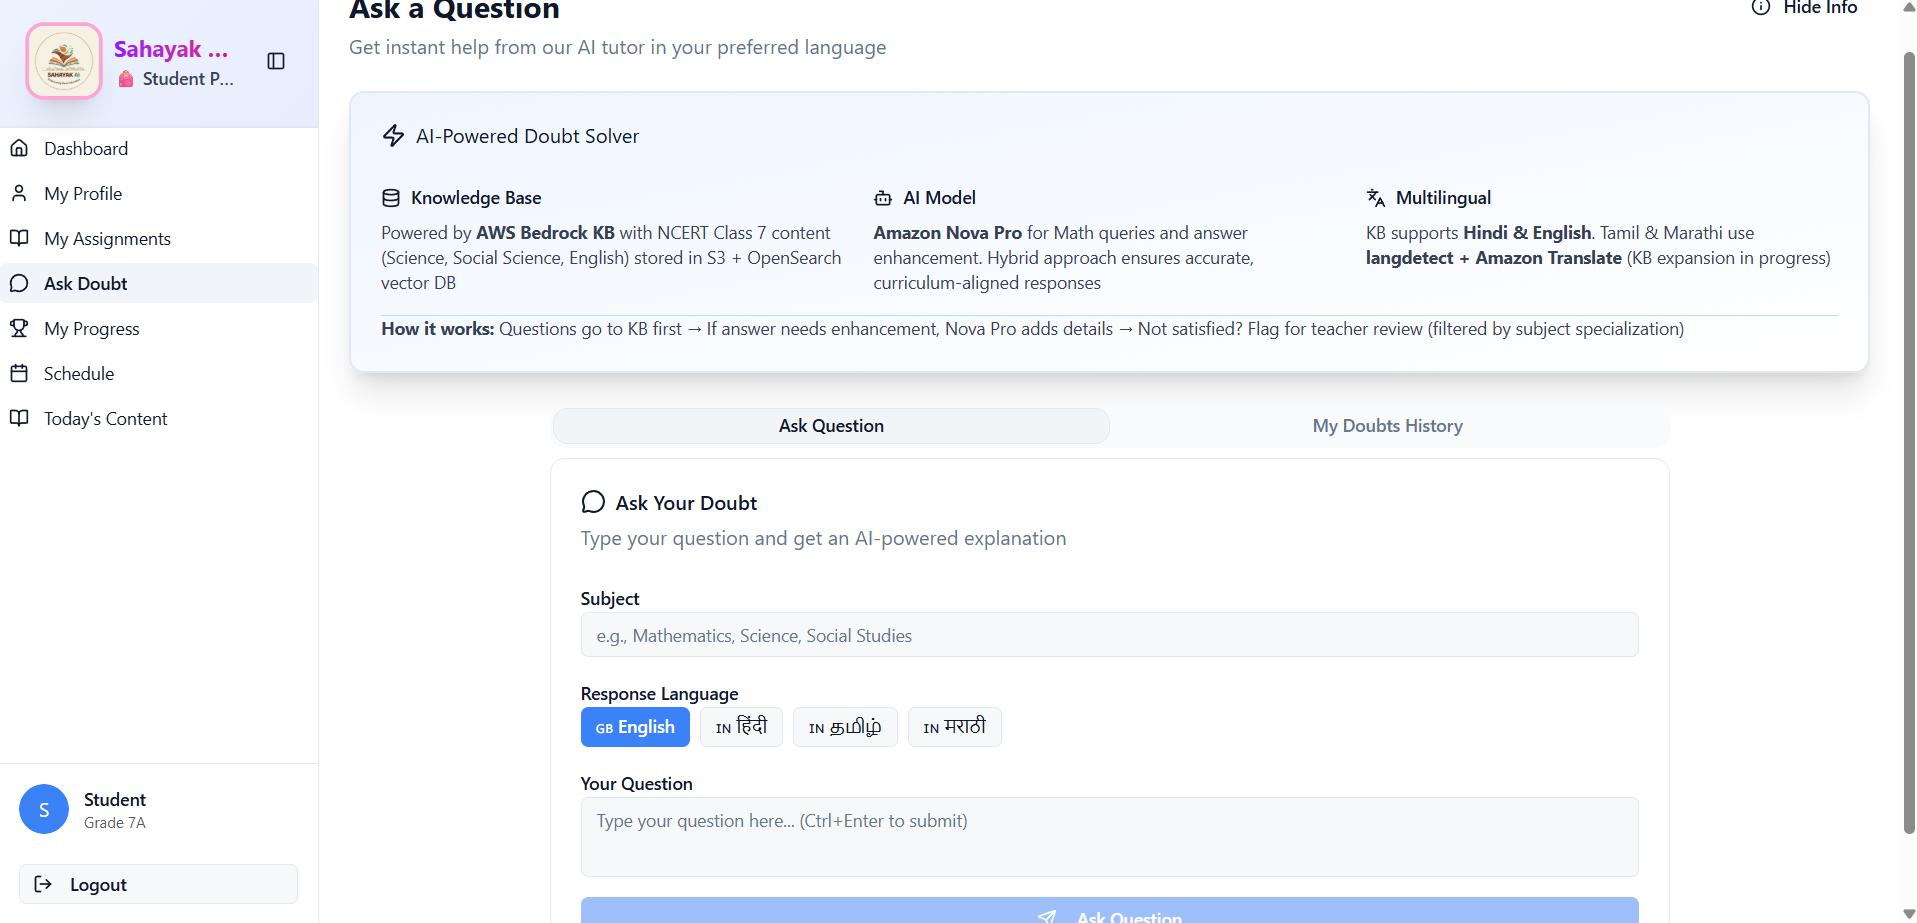 Ask a Question
Hide Info
Get instant help from our AI tutor in your preferred language
SAHAYAK AI
Sahayak ...
Student P...
Dashboard
My Profile
My Assignments
Ask Doubt
My Progress
Schedule
Today's Content
Student
S
Grade 7A
Logout
AI-Powered Doubt Solver
Knowledge Base
Powered by AWS Bedrock KB with NCERT Class 7 content
(Science, Social Science, English) stored in S3 + OpenSearch
vector DB
AI Model
Amazon Nova Pro for Math queries and answer
enhancement. Hybrid approach ensures accurate,
curriculum-aligned responses
Multilingual
KB supports Hindi & English. Tamil & Marathi use
langdetect + Amazon Translate (KB expansion in progress)
How it works: Questions go to KB first → If answer needs enhancement, Nova Pro adds details → Not satisfied? Flag for teacher review (filtered by subject specialization)
Ask Question
My Doubts History
Ask Your Doubt
Type your question and get an AI-powered explanation
Subject
e.g., Mathematics, Science, Social Studies
Response Language
GB English
IN हिंदी
IN தமிழ்
IN मराठी
Your Question
Type your question here... (Ctrl+Enter to submit)
Ask Question